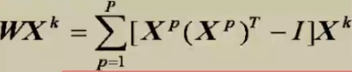 WX^k = \sum_{p=1}^{P} [X^p (X^p)^T - I] X^k